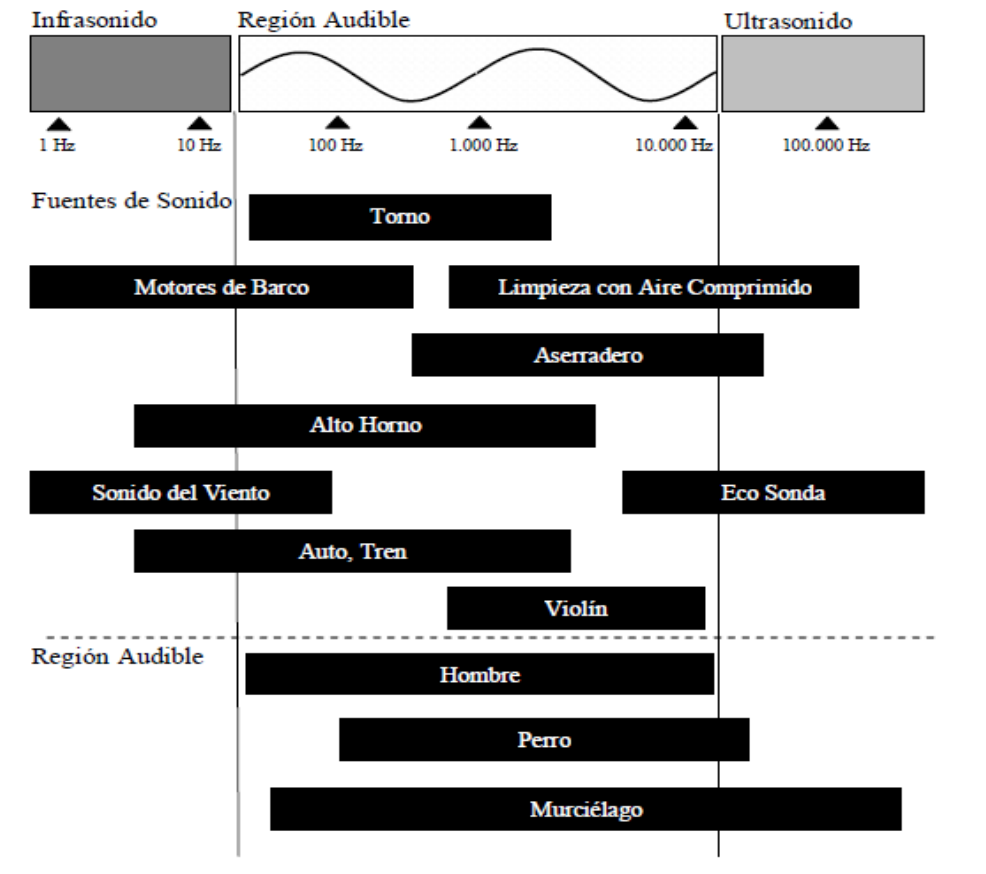 Infrasonido
Región Audible
Ultrasonido
1 Hz
10 Hz
100 Hz
1.000 Hz
10.000 Hz
100.000 Hz
Fuentes de Sonido
Torno
Motores de Barco
Limpieza con Aire Comprimido
Aserradero
Alto Horno
Sonido del Viento
Eco Sonda
Auto, Tren
Violín
Región Audible
Hombre
Perro
Murciélago